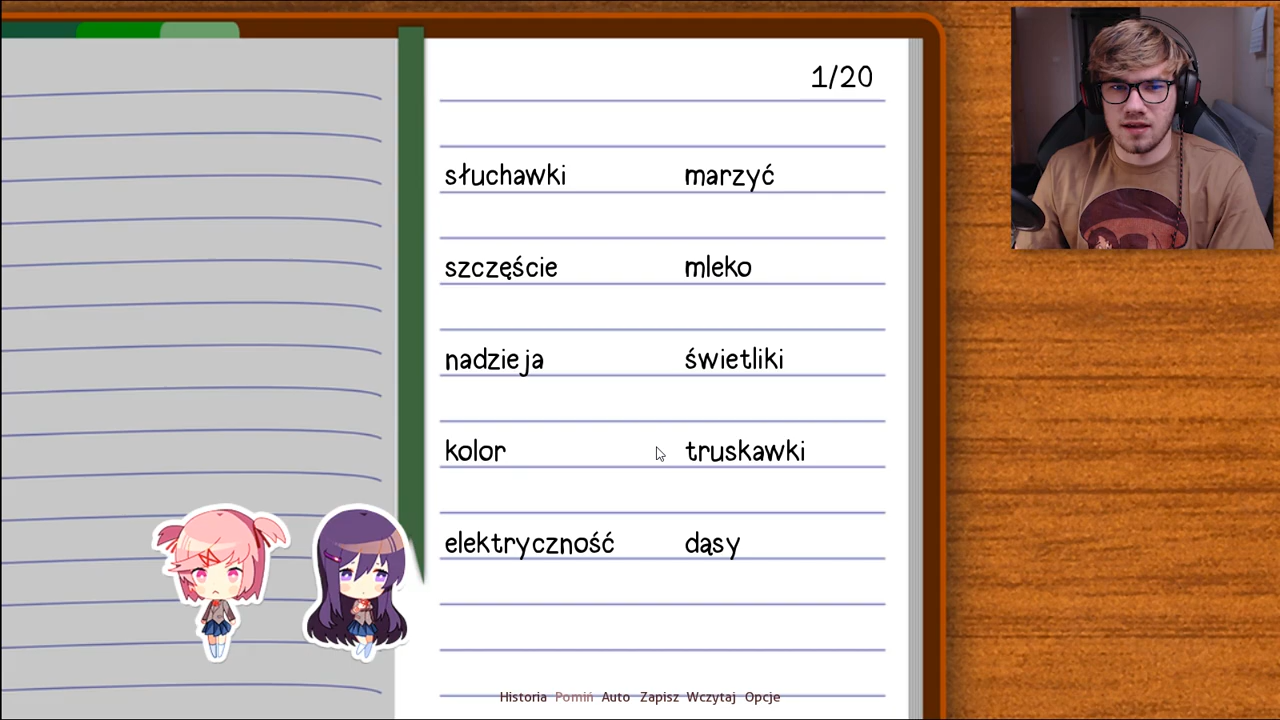 1/20
słuchawki marzyć
szczęście mleko
nadzieja świetliki
kolor truskawki
elektryczność dąsy
Historia Pomiń Auto Zapisz Wczytaj Opcje